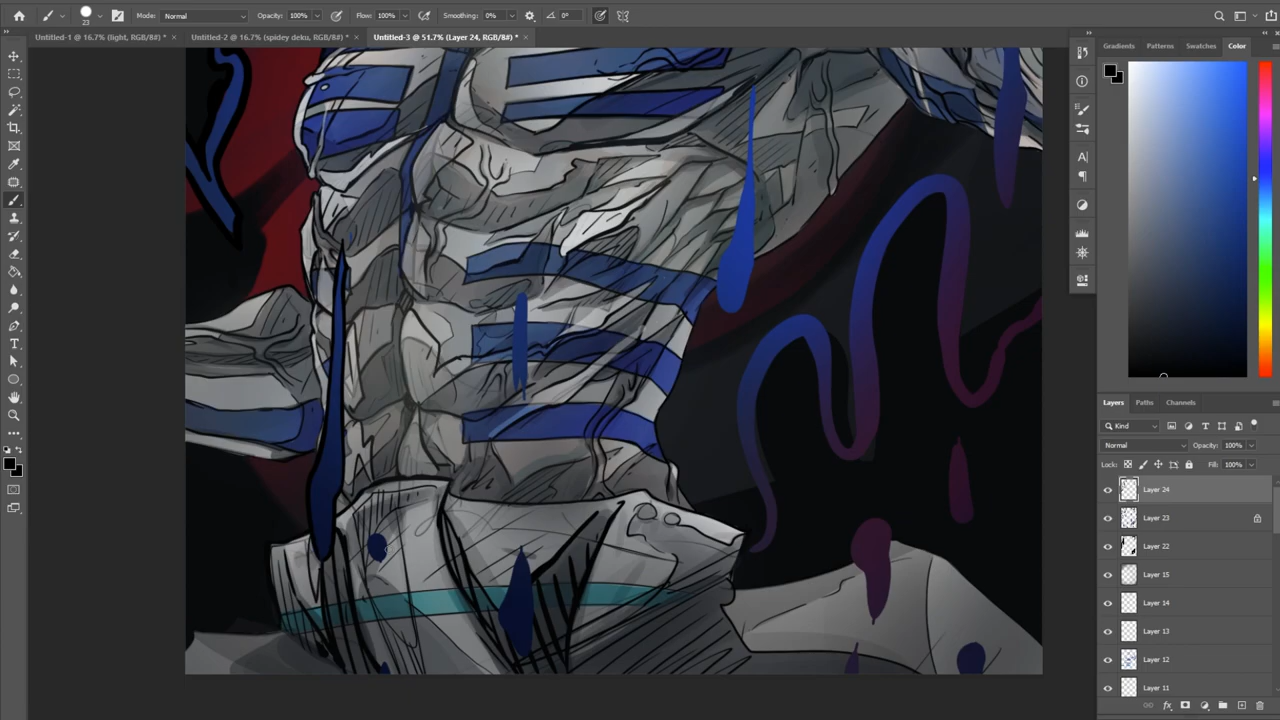 23
Mode: Normal Opacity: 100% Flow: 100% Smoothing: 0% 0°
Untitled-1 @ 16.7% (light, RGB/8#) * × Untitled-2 @ 16.7% (spidey deku, RGB/8#) * × Untitled-3 @ 51.7% (Layer 24, RGB/8#) * ×
Gradients Patterns Swatches Color
Layers Paths Channels
Kind
Normal Opacity: 100%
Lock: Fill: 100%
Layer 24
Layer 23
Layer 22
Layer 15
Layer 14
Layer 13
Layer 12
Layer 11